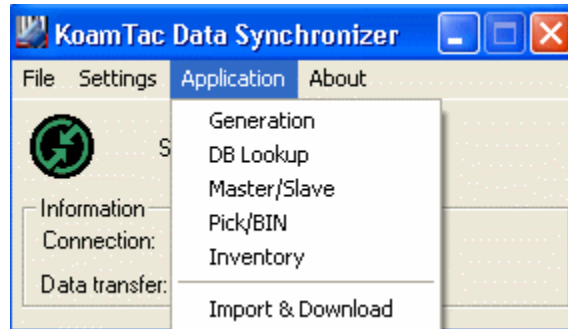 KoamTac Data Synchronizer
File Settings Application About
Generation
S
DB Lookup
Master/Slave
Information
Pick/BIN
Connection:
Inventory
Data transfer:
Import & Download